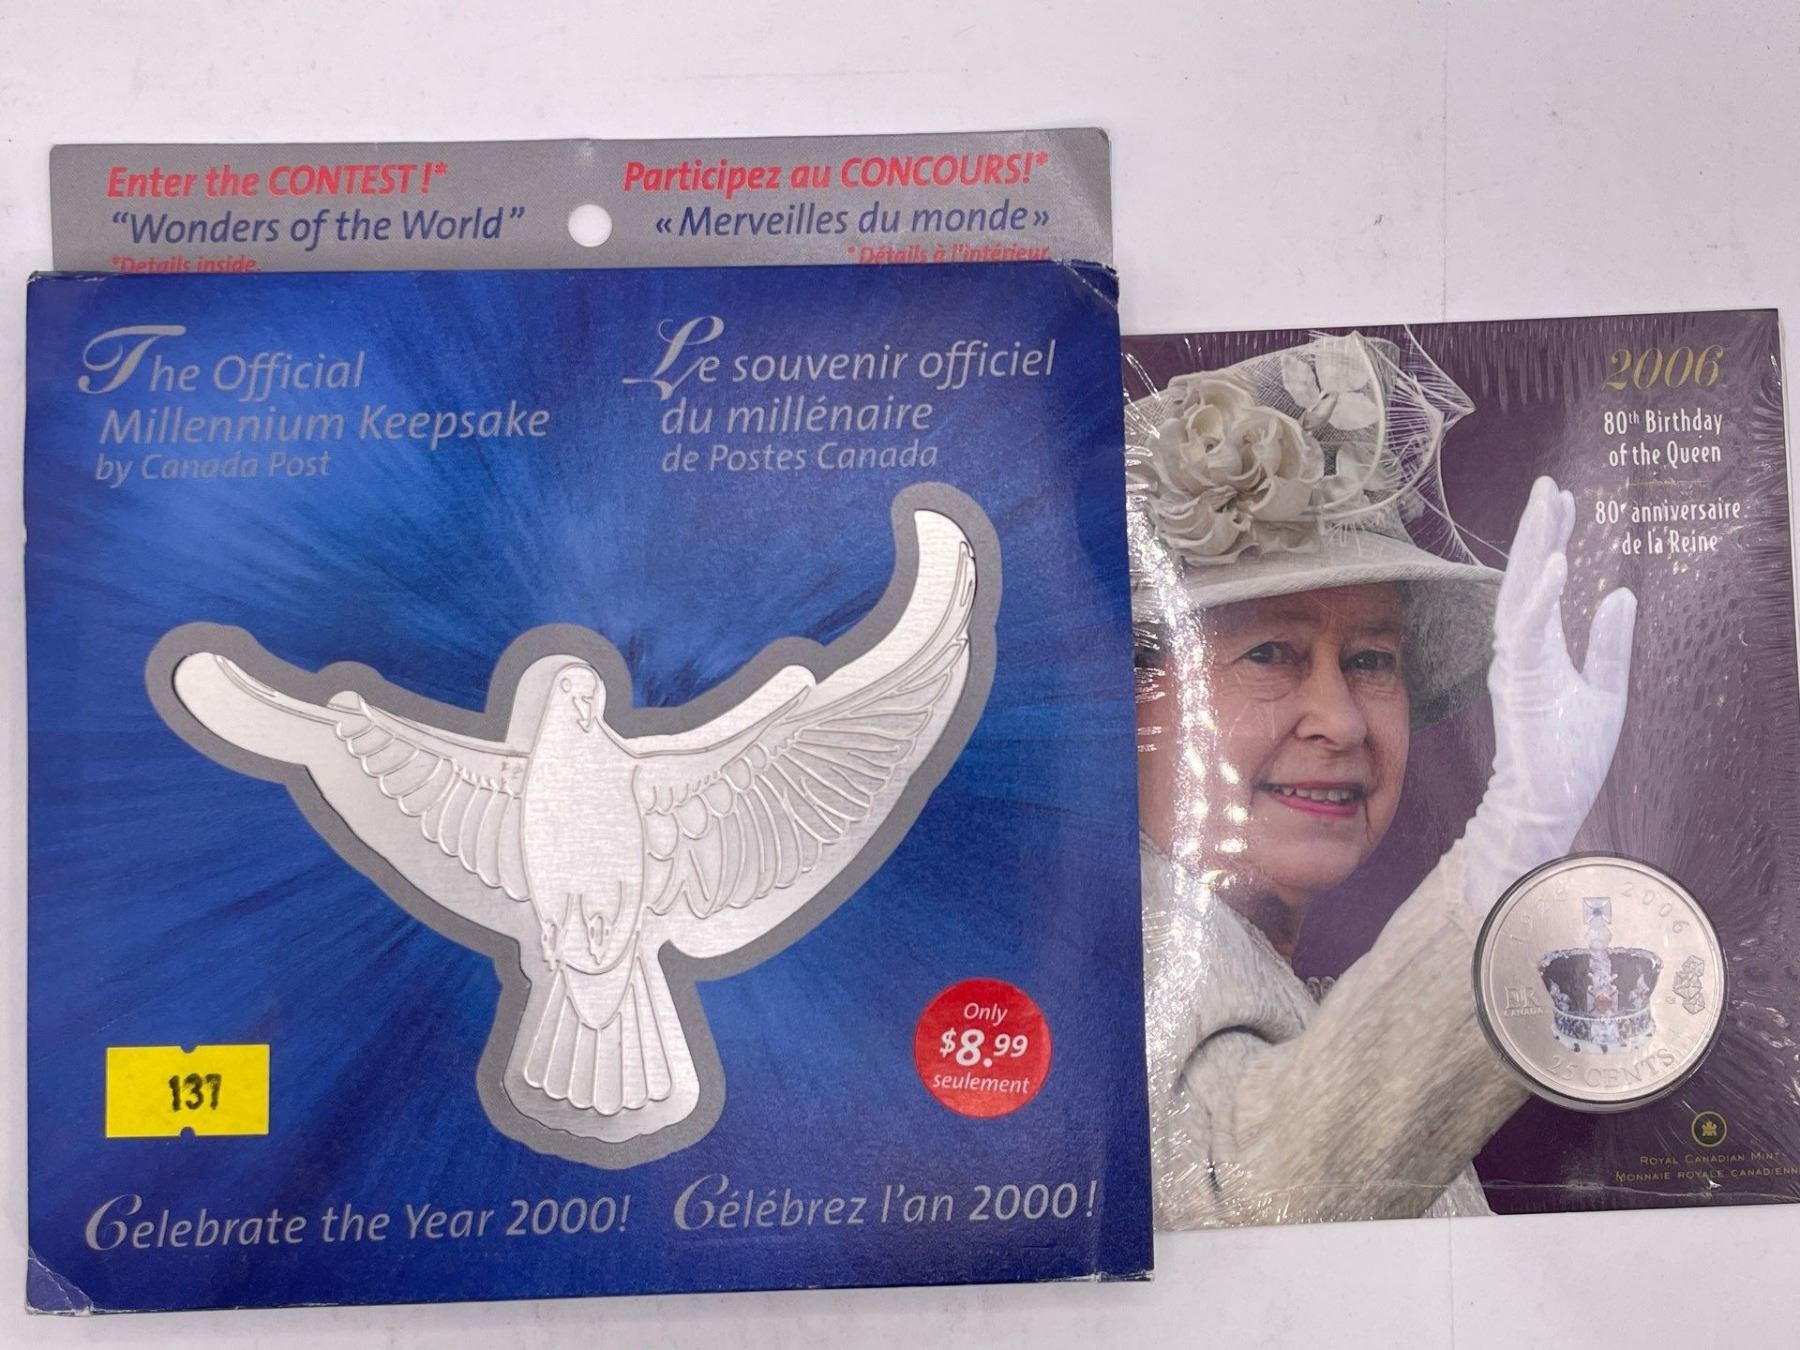 Enter the CONTEST!*
"Wonders of the World"
*Details inside.
Participez au CONCOURS!*
« Merveilles du monde »
* Détails à l'intérieur
The Official
Millennium Keepsake
by Canada Post
Le souvenir officiel
du millénaire
de Postes Canada
137
Only
$8.99
seulement
Celebrate the Year 2000!
Célébrez l'an 2000!
2006
80th Birthday
of the Queen
80e anniversaire
de la Reine
1926 2006
ER
CANADA
25 CENTS
ROYAL CANADIAN MINT
MONNAIE ROYALE CANADIENN